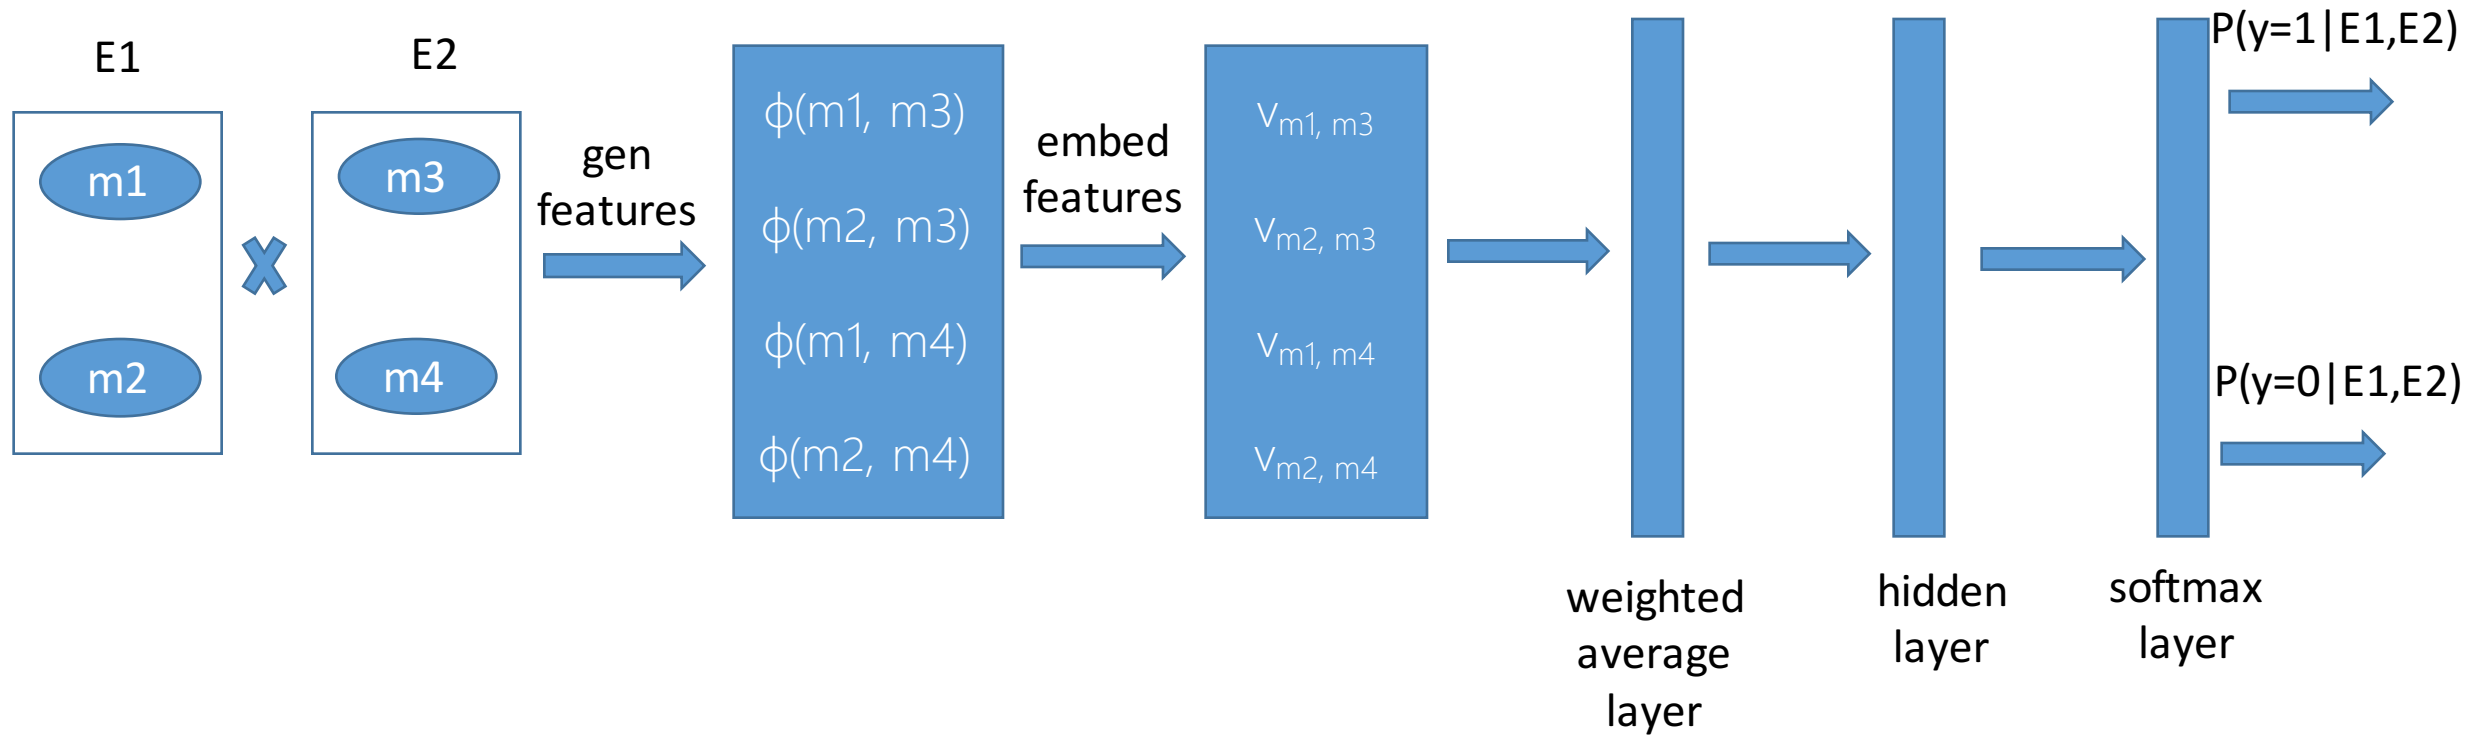 E1
m1
m2
E2
m3
m4
gen
features
ϕ(m1, m3)
ϕ(m2, m3)
ϕ(m1, m4)
ϕ(m2, m4)
embed
features
vm1, m3
vm2, m3
vm1, m4
vm2, m4
weighted
average
layer
hidden
layer
softmax
layer
P(y=1|E1,E2)
P(y=0|E1,E2)